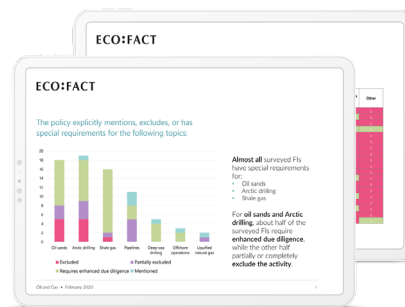 ECO:FACT
Other
ECO:FACT
The policy explicitly mentions, excludes, or has
special requirements for the following topics:
20
18
16
14
12
10
8
6
4
2
0
Oil sands
Arctic drilling
Shale gas
Pipelines
Deep-sea
drilling
Offshore
operations
Liquified
natural gas
Excluded
Partially excluded
Requires enhanced due diligence
Mentioned
Almost all surveyed FIs
have special requirements
for:
• Oil sands
• Arctic drilling
• Shale gas
For oil sands and Arctic
drilling, about half of the
surveyed FIs require
enhanced due diligence,
while the other half
partially or completely
exclude the activity.
Oil and Gas • February 2020